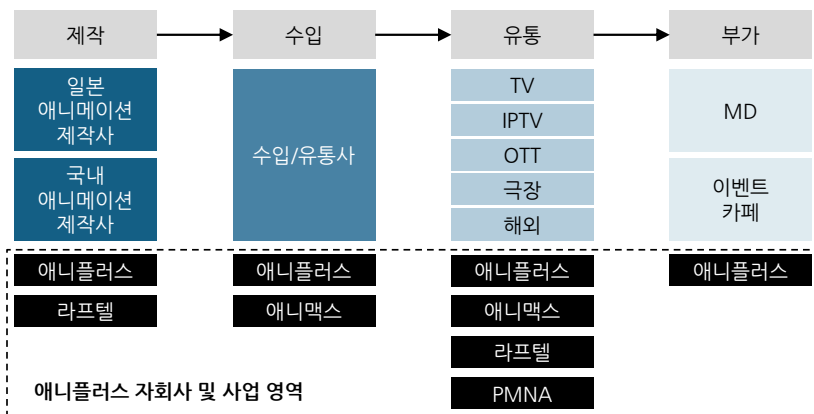 제작
수입
유통
부가
일본
애니메이션
제작사
국내
애니메이션
제작사
수입/유통사
TV
IPTV
OTT
극장
해외
MD
이벤트
카페
애니플러스
라프텔
애니플러스
애니맥스
애니플러스
애니맥스
라프텔
PMNA
애니플러스
애니플러스 자회사 및 사업 영역